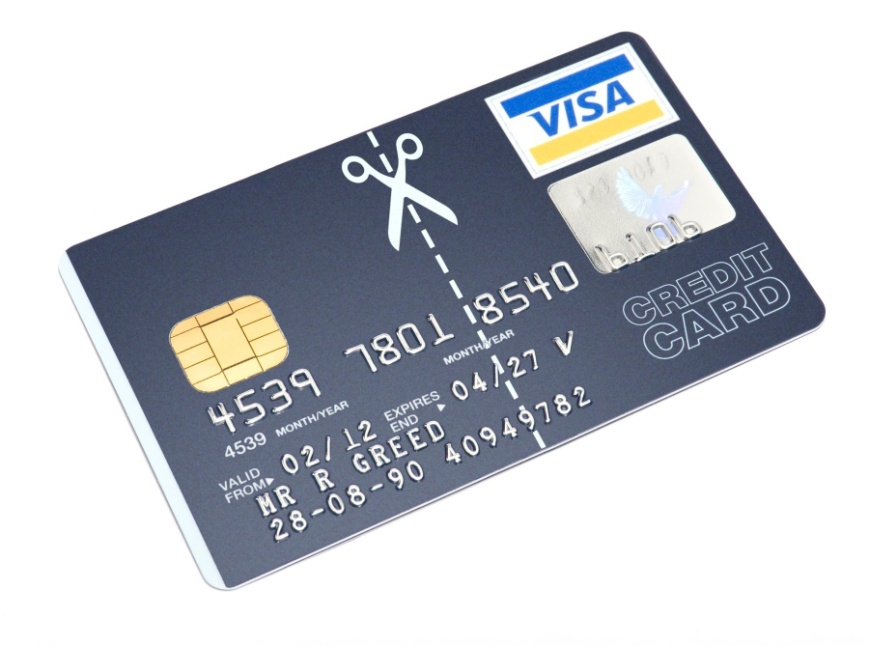 VISA
CREDIT
CARD
4539 7801 8540
4539 MONTH/YEAR MONTH/YEAR
VALID FROM 02/12 EXPIRES END 04/27 V
MR R GREED
28-08-90 40949782